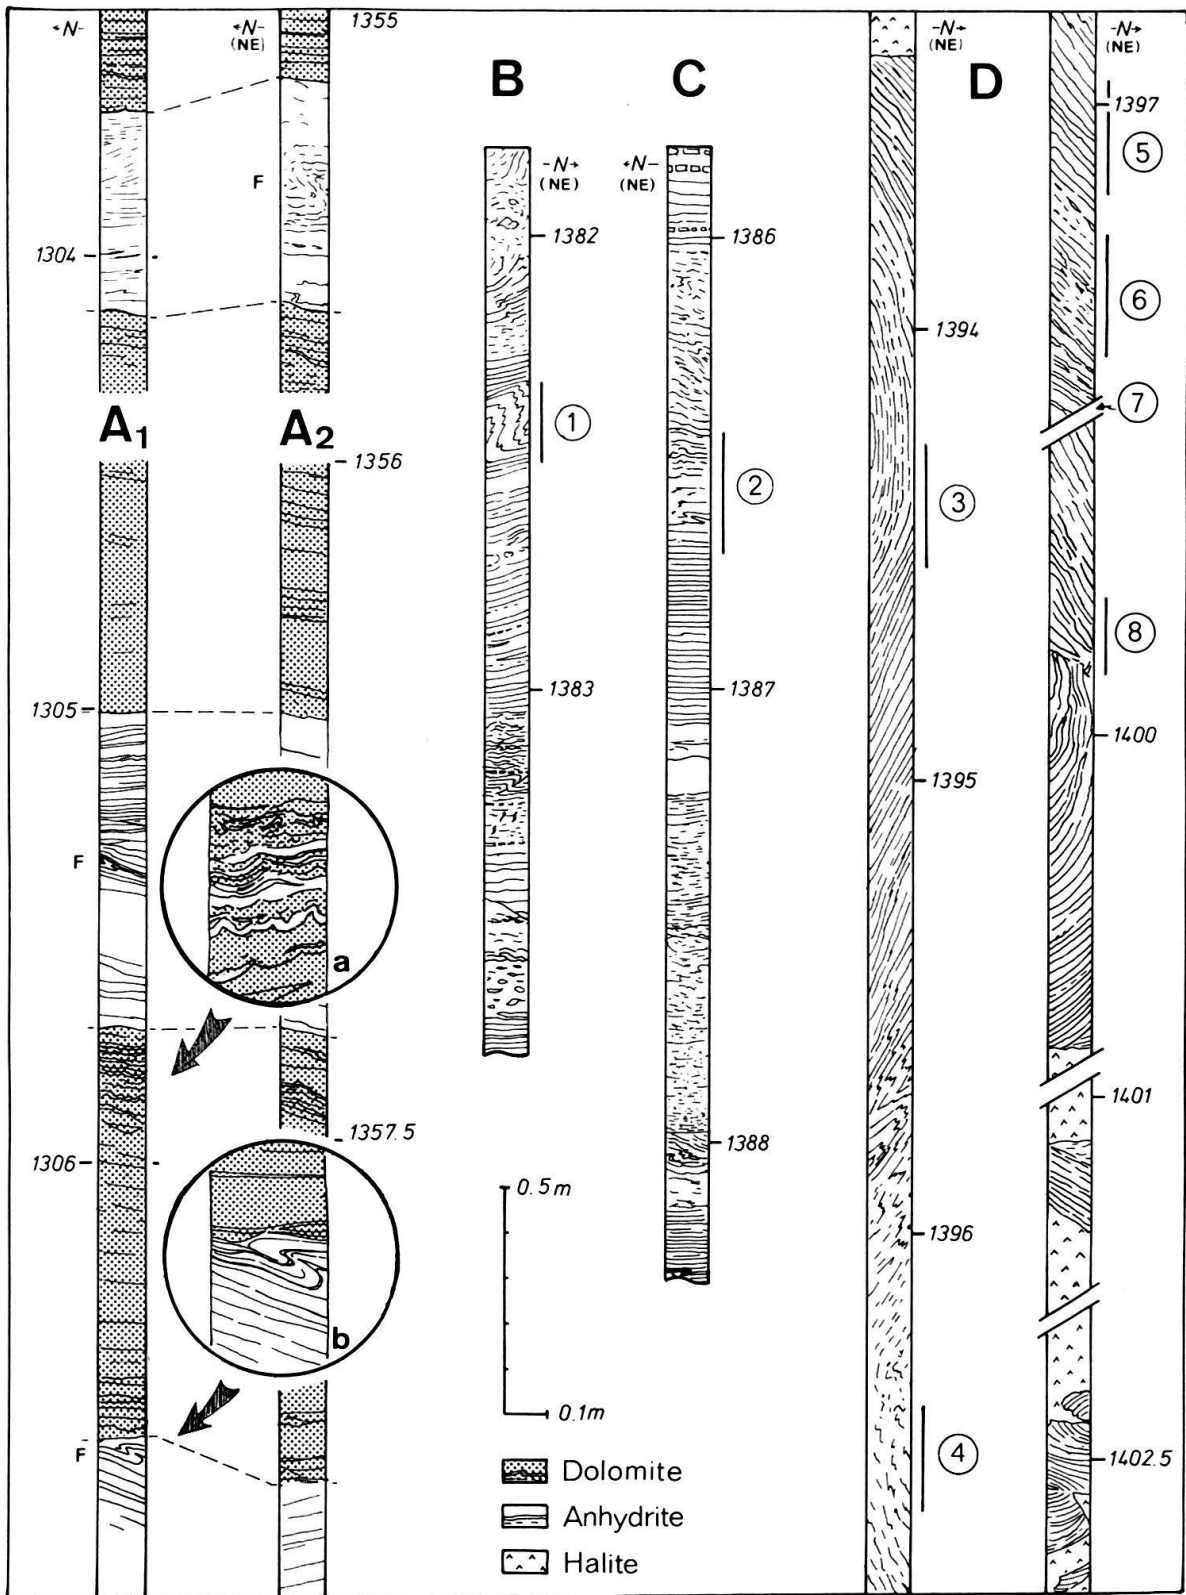 ←N-
←N-
(NE)
1355
F
1304
A1
A2
1356
1305
F
a
1357.5
1306
b
F
B
-N→
(NE)
1382
1
1383
C
←N-
(NE)
1386
2
1387
1388
0.5 m
0.1 m
Dolomite
Anhydrite
Halite
-N→
(NE)
D
1394
3
1395
1396
4
-N→
(NE)
1397
5
6
7
8
1400
1401
1402.5